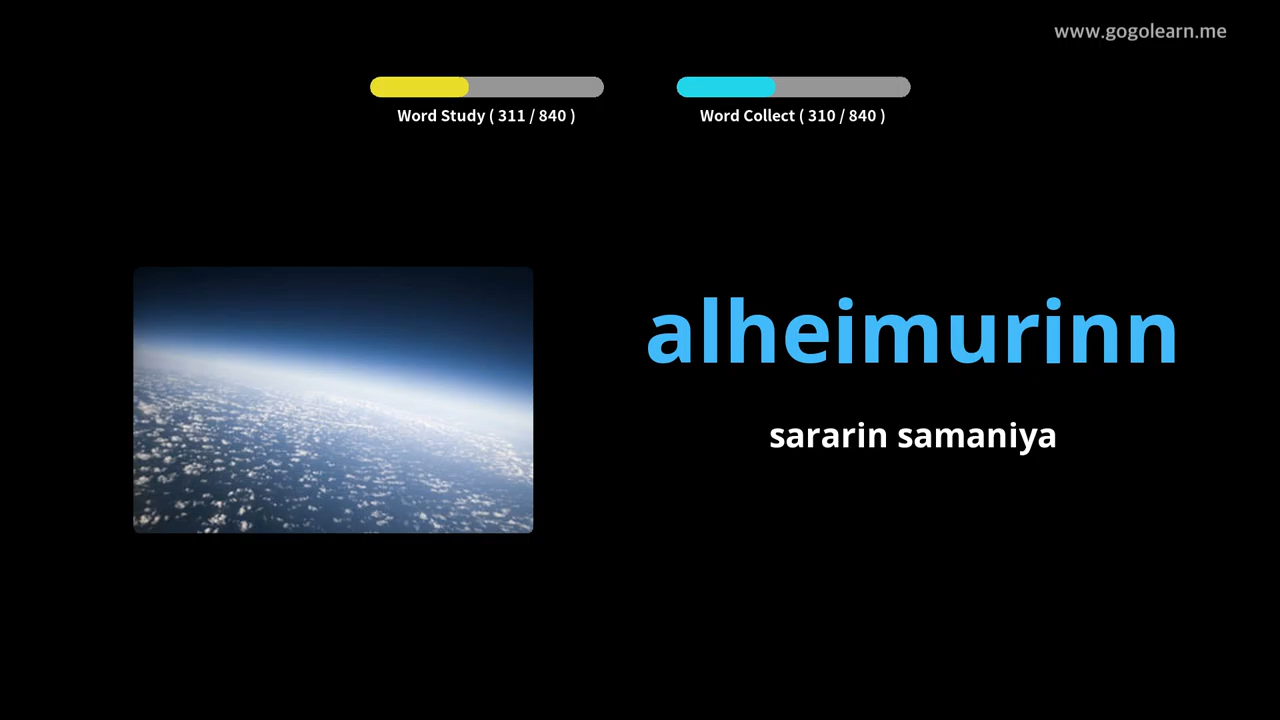 www.gogolearn.me
Word Study ( 311 / 840 )
Word Collect ( 310 / 840 )
alheimurinn
sararin samaniya